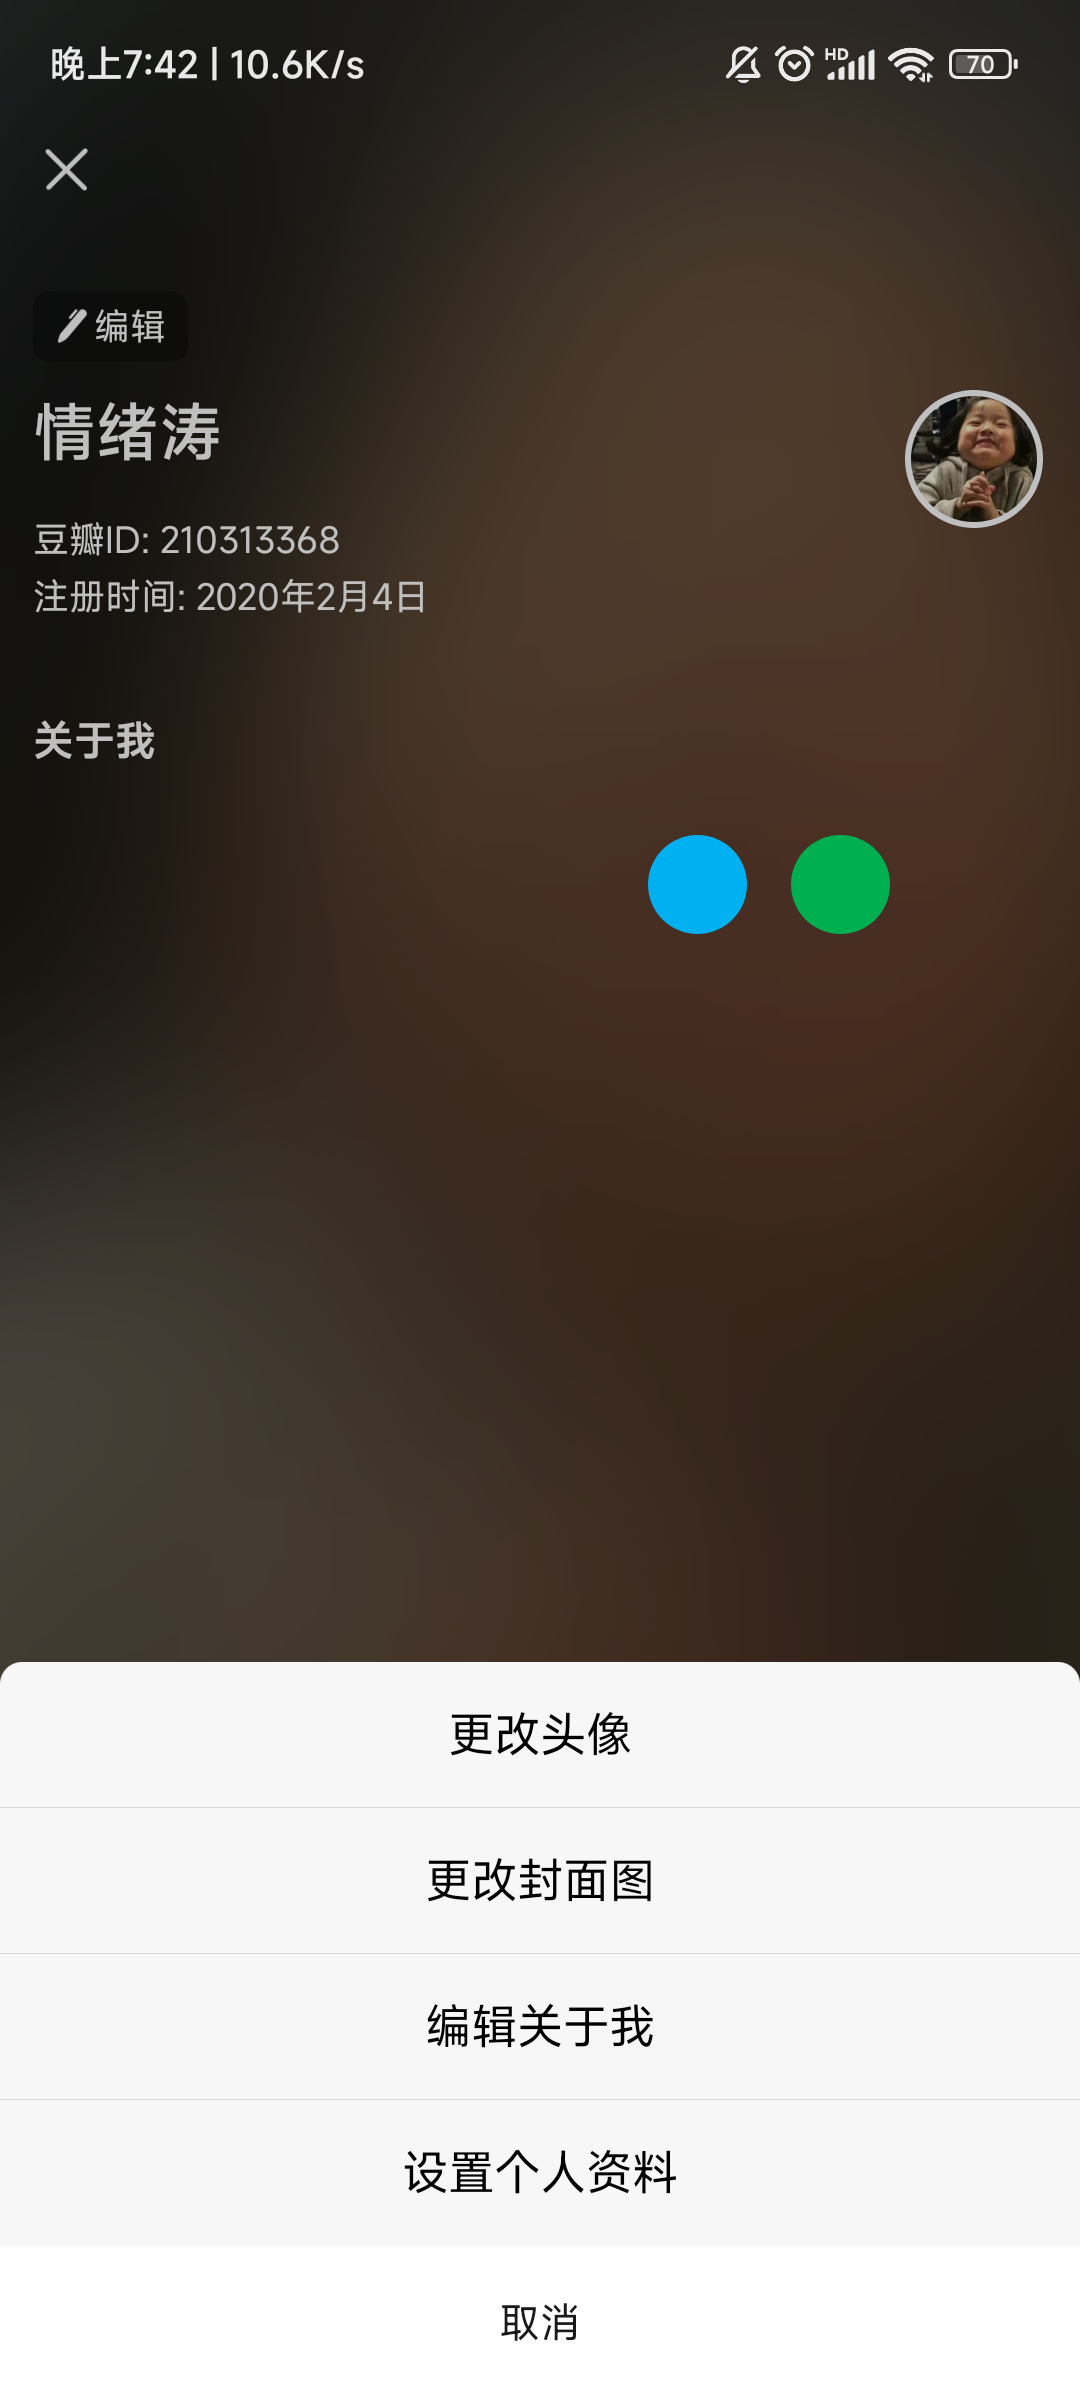 晚上7:42 | 10.6K/s
HD
70
编辑
情绪涛
豆瓣ID: 210313368
注册时间: 2020年2月4日
关于我
更改头像
更改封面图
编辑关于我
设置个人资料
取消